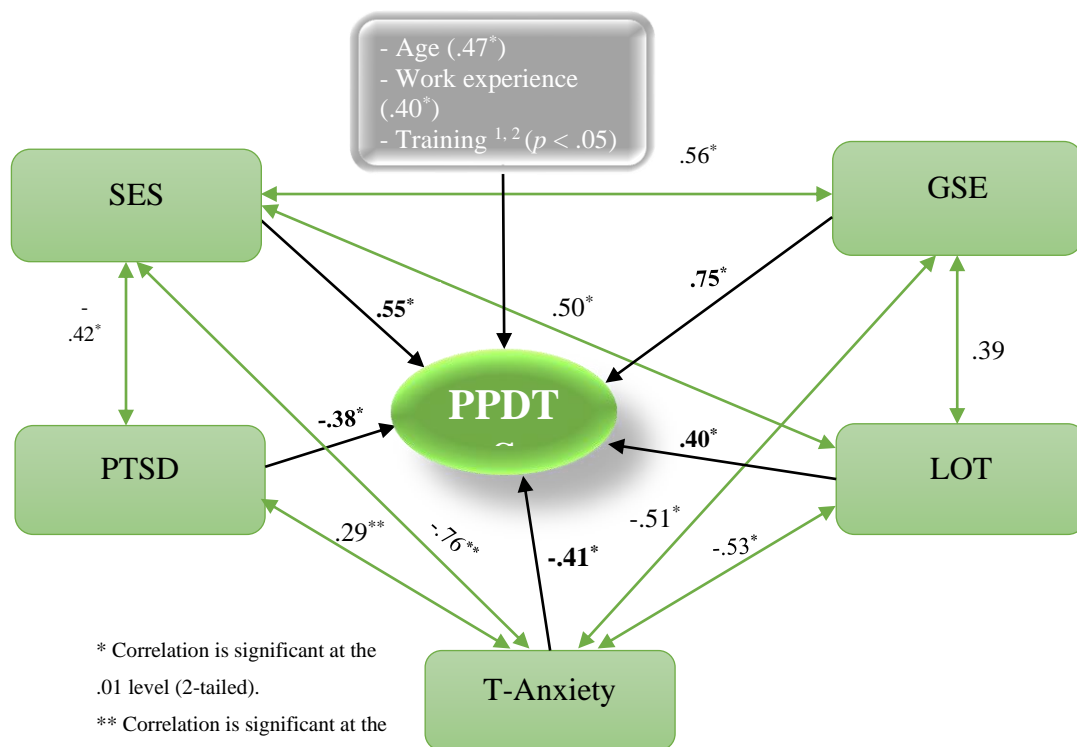 - Age (.47*)
- Work experience
(.40*)
- Training 1, 2 (p < .05)
SES
.56*
GSE
-
.42*
.55*
.50*
.75*
.39
PPDT
~
PTSD
-.38*
.40*
LOT
.29**
-.76**
-.41*
-.51*
-.53*
T-Anxiety
* Correlation is significant at the
.01 level (2-tailed).
** Correlation is significant at the